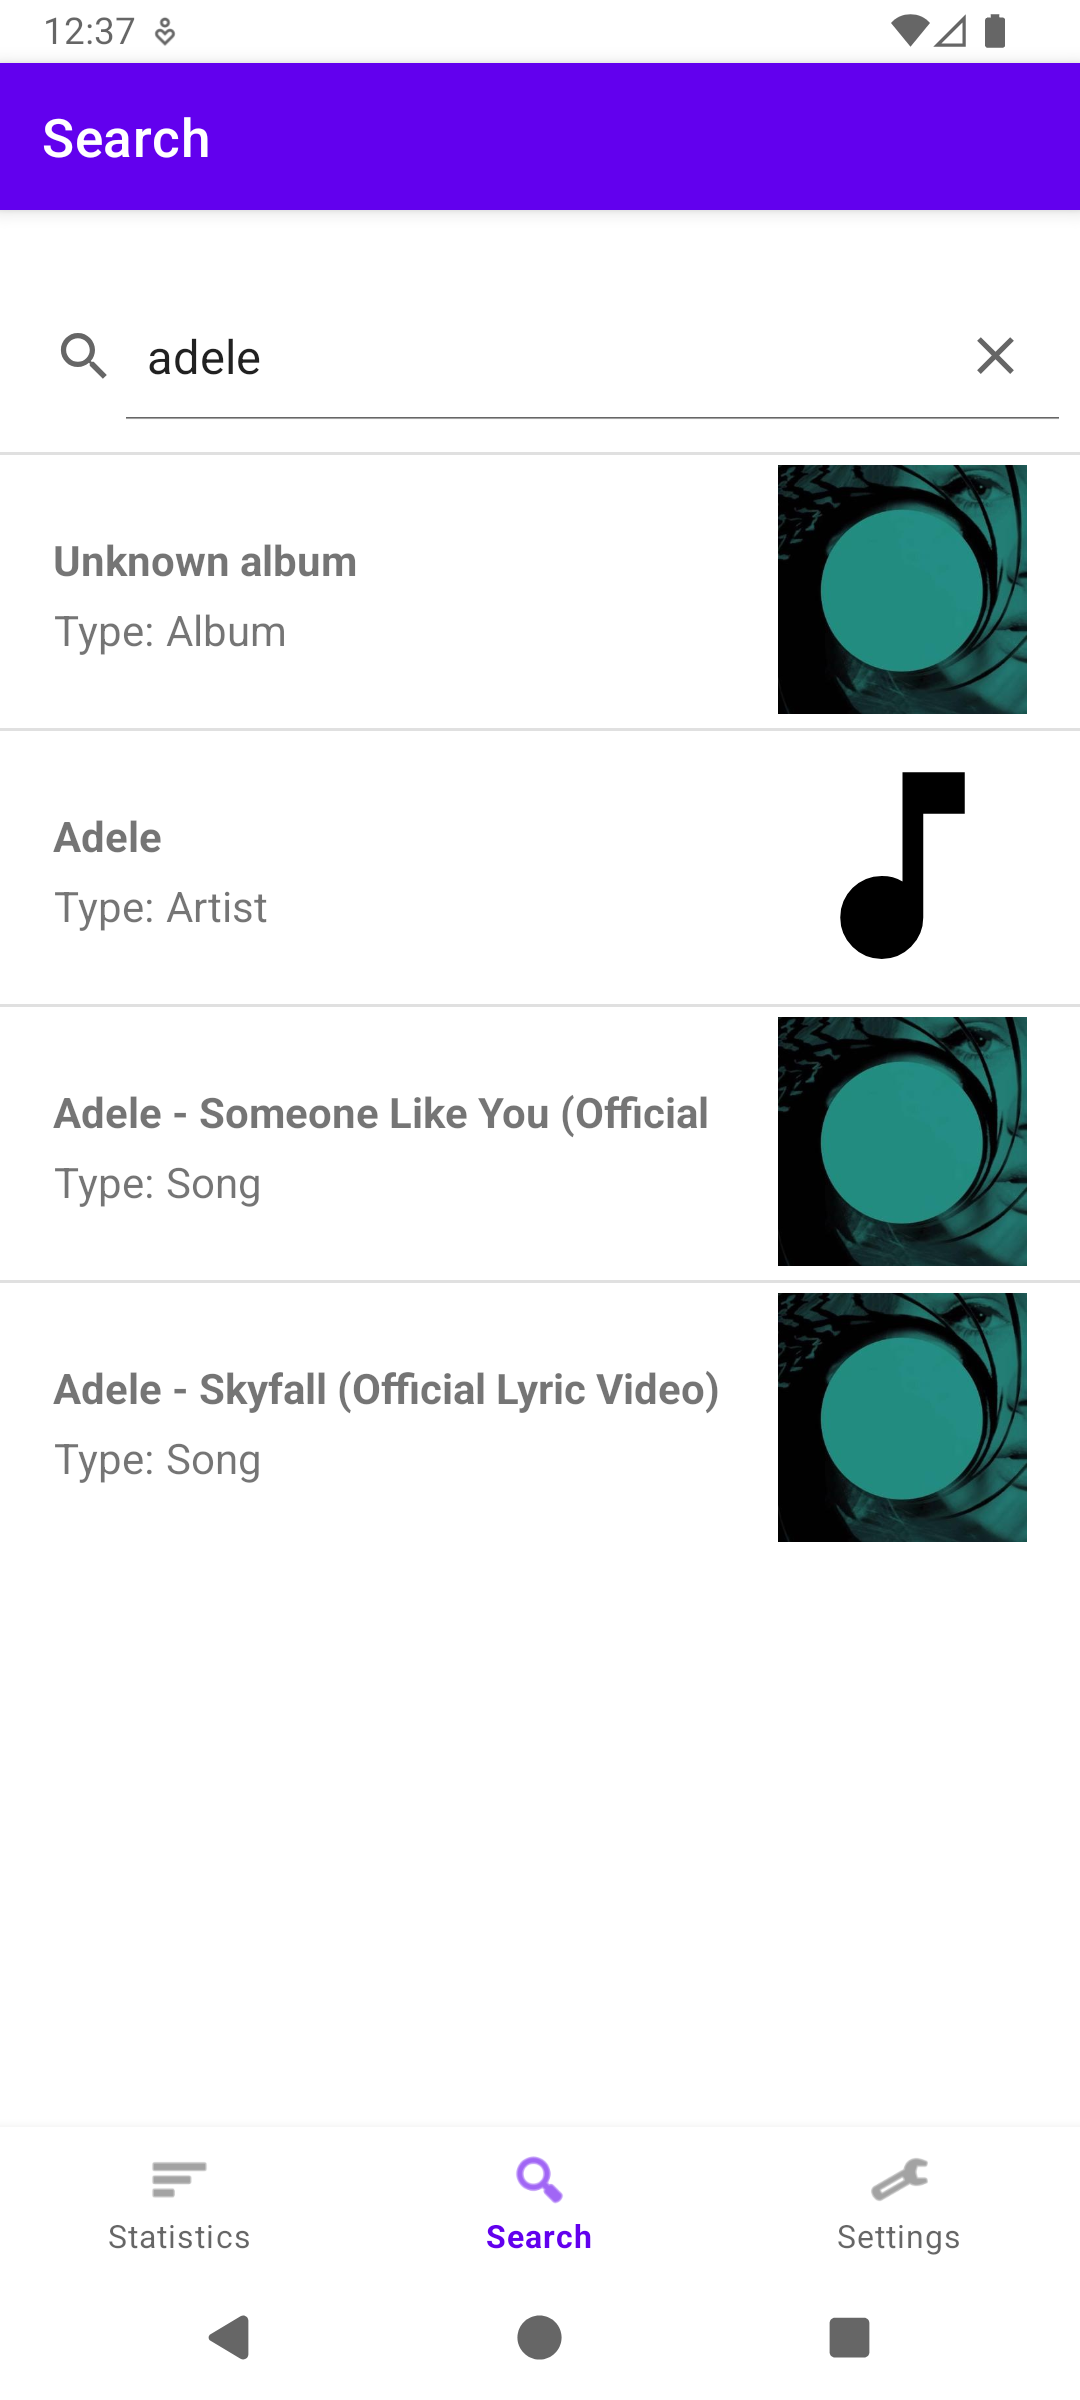 12:37
Search
adele
Unknown album
Type: Album
Adele
Type: Artist
Adele - Someone Like You (Official
Type: Song
Adele - Skyfall (Official Lyric Video)
Type: Song
Statistics
Search
Settings